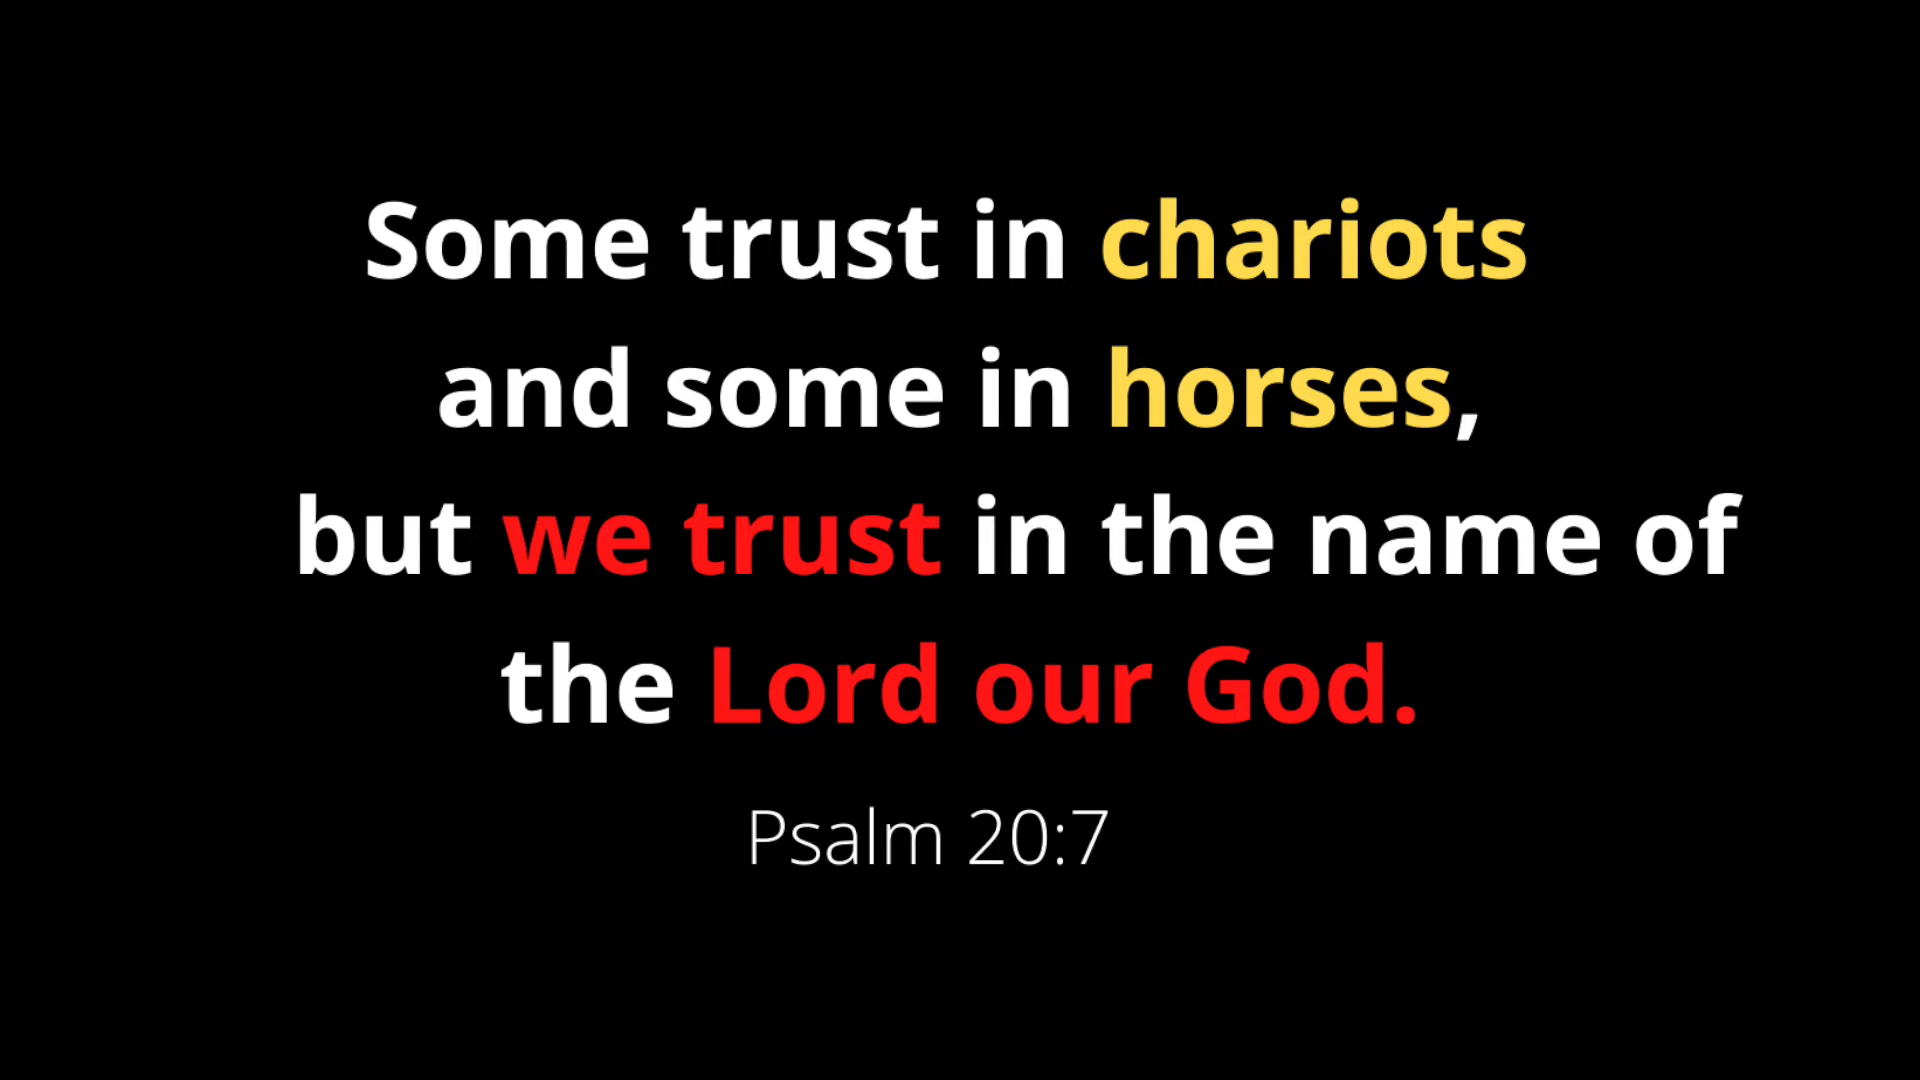 Some trust in chariots
and some in horses,
but we trust in the name of
the Lord our God.
Psalm 20:7